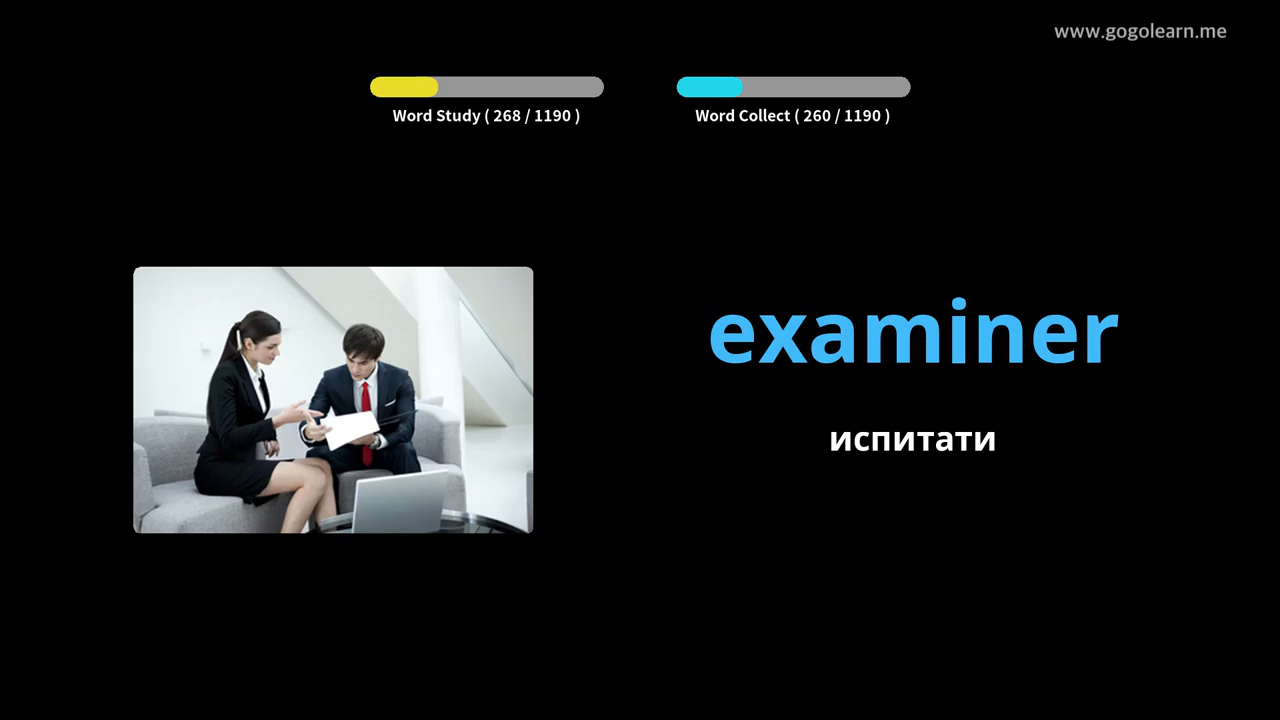 www.gogolearn.me
Word Study ( 268 / 1190 )
Word Collect ( 260 / 1190 )
examiner
испитати